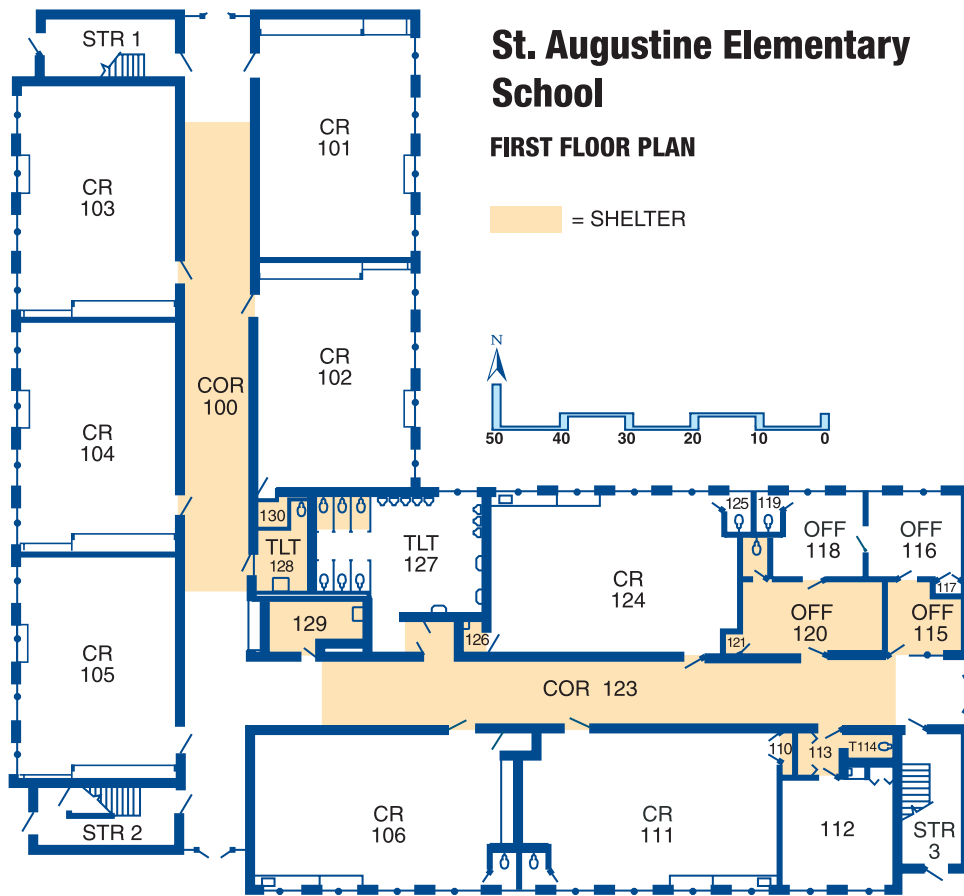 St. Augustine Elementary
School
FIRST FLOOR PLAN
= SHELTER
N
50 40 30 20 10 0
STR 1
CR
101
CR
103
CR
102
COR
100
CR
104
130
TLT
128
TLT
127
125
119
OFF
118
OFF
116
117
CR
124
129
126
121
OFF
120
OFF
115
CR
105
COR 123
110
113
T114
STR 2
CR
106
CR
111
112
STR
3